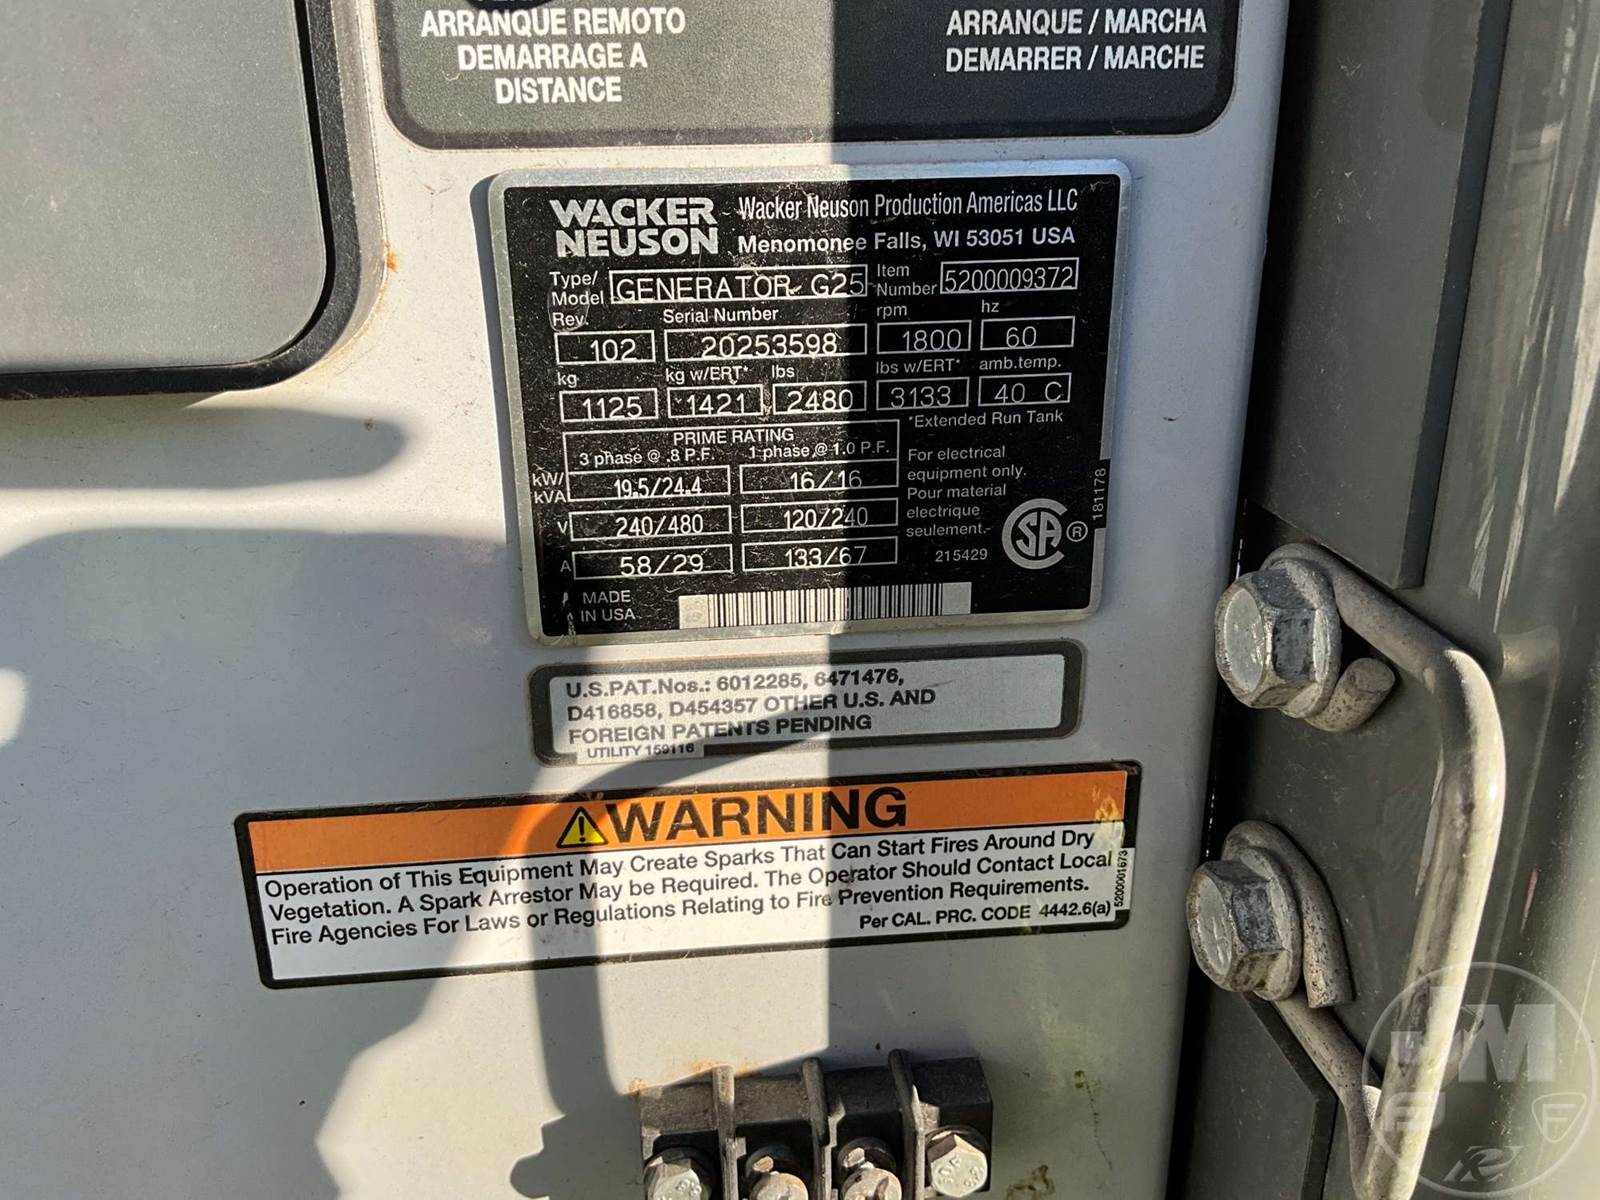 ARRANQUE REMOTO
DEMARRAGE A
DISTANCE
ARRANQUE / MARCHA
DEMARRER / MARCHE
WACKER
NEUSON
Wacker Neuson Production Americas LLC
Menomonee Falls, WI 53051 USA
Type/
Model
GENERATOR G25
Item
Number
5200009372
Rev.
Serial Number
rpm
hz
102
20253598
1800
60
kg
kg w/ERT*
lbs
lbs w/ERT*
amb.temp.
1125
1421
2480
3133
40 C
*Extended Run Tank
PRIME RATING
3 phase @ .8 P.F.
1 phase @ 1.0 P.F.
kW/
kVA
19.5/24.4
16/16
V
240/480
120/240
A
58/29
133/67
For electrical
equipment only.
Pour material
electrique
seulement.
215429
CSA ®
181178
MADE
IN USA
U.S.PAT.Nos.: 6012285, 6471476,
D416858, D454357 OTHER U.S. AND
FOREIGN PATENTS PENDING
UTILITY 159116
WARNING
Operation of This Equipment May Create Sparks That Can Start Fires Around Dry
Vegetation. A Spark Arrestor May be Required. The Operator Should Contact Local
Fire Agencies For Laws or Regulations Relating to Fire Prevention Requirements.
Per CAL. PRC. CODE 4442.6(a)
5200001673